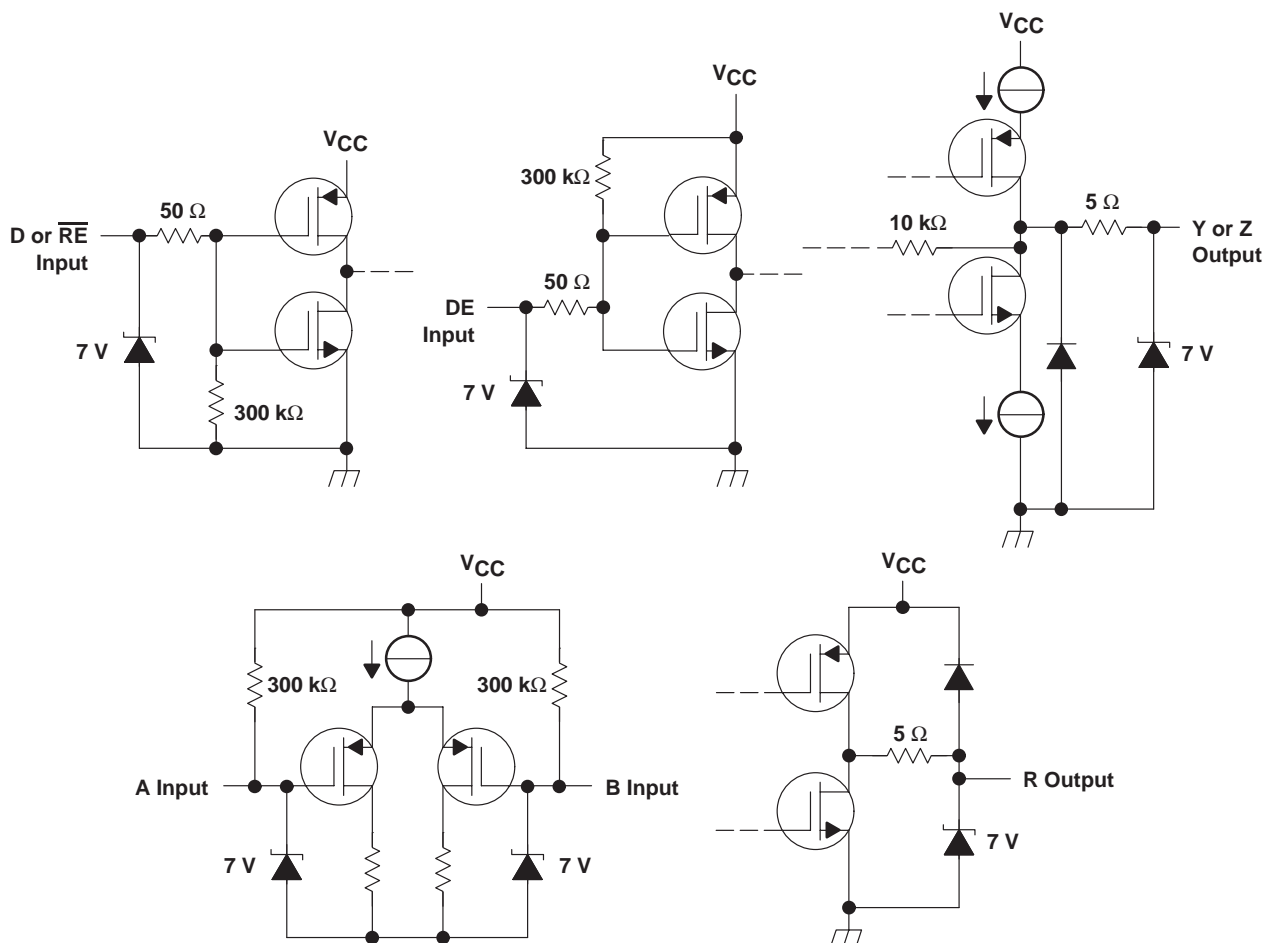 VCC
50 Ω
D or RE
Input
7 V
300 kΩ
VCC
300 kΩ
50 Ω
DE
Input
7 V
VCC
10 kΩ
5 Ω
Y or Z
Output
7 V
VCC
300 kΩ
300 kΩ
A Input
B Input
7 V
7 V
VCC
5 Ω
R Output
7 V